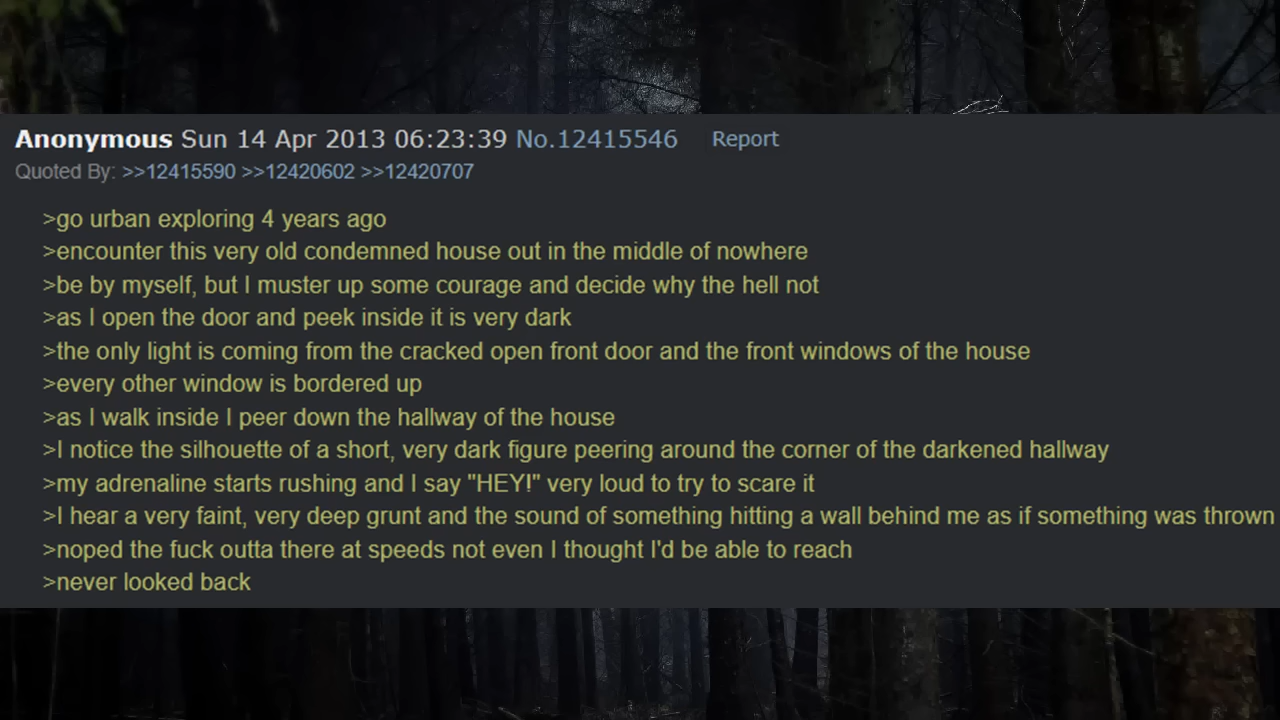 Anonymous Sun 14 Apr 2013 06:23:39 No.12415546 Report
Quoted By: >>12415590 >>12420602 >>12420707
>go urban exploring 4 years ago
>encounter this very old condemned house out in the middle of nowhere
>be by myself, but I muster up some courage and decide why the hell not
>as I open the door and peek inside it is very dark
>the only light is coming from the cracked open front door and the front windows of the house
>every other window is bordered up
>as I walk inside I peer down the hallway of the house
>I notice the silhouette of a short, very dark figure peering around the corner of the darkened hallway
>my adrenaline starts rushing and I say "HEY!" very loud to try to scare it
>I hear a very faint, very deep grunt and the sound of something hitting a wall behind me as if something was thrown
>noped the fuck outta there at speeds not even I thought I'd be able to reach
>never looked back